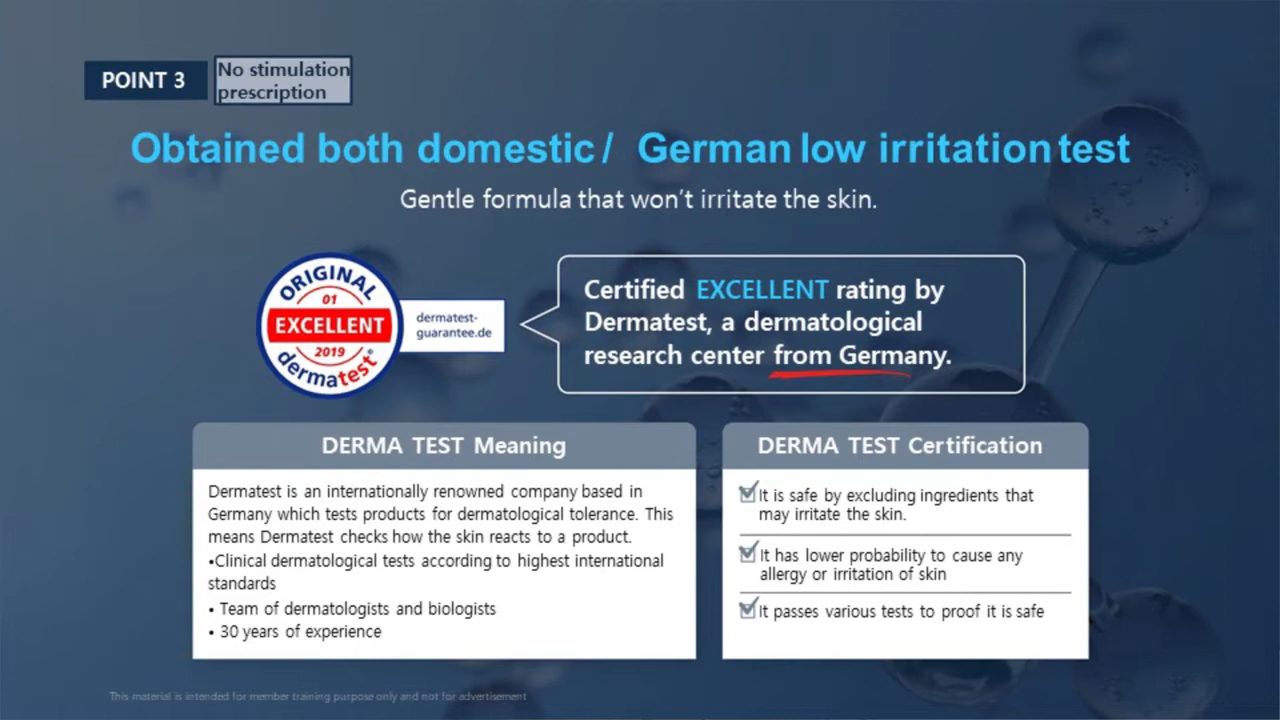 POINT 3
No stimulation
prescription
Obtained both domestic / German low irritation test
Gentle formula that won't irritate the skin.
ORIGINAL
01
EXCELLENT
2019
dermatest®
dermatest-
guarantee.de
Certified EXCELLENT rating by
Dermatest, a dermatological
research center from Germany.
DERMA TEST Meaning
Dermatest is an internationally renowned company based in
Germany which tests products for dermatological tolerance. This
means Dermatest checks how the skin reacts to a product.
•Clinical dermatological tests according to highest international
standards
• Team of dermatologists and biologists
• 30 years of experience
DERMA TEST Certification
It is safe by excluding ingredients that
may irritate the skin.
It has lower probability to cause any
allergy or irritation of skin
It passes various tests to proof it is safe
This material is intended for member training purpose only and not for advertisement